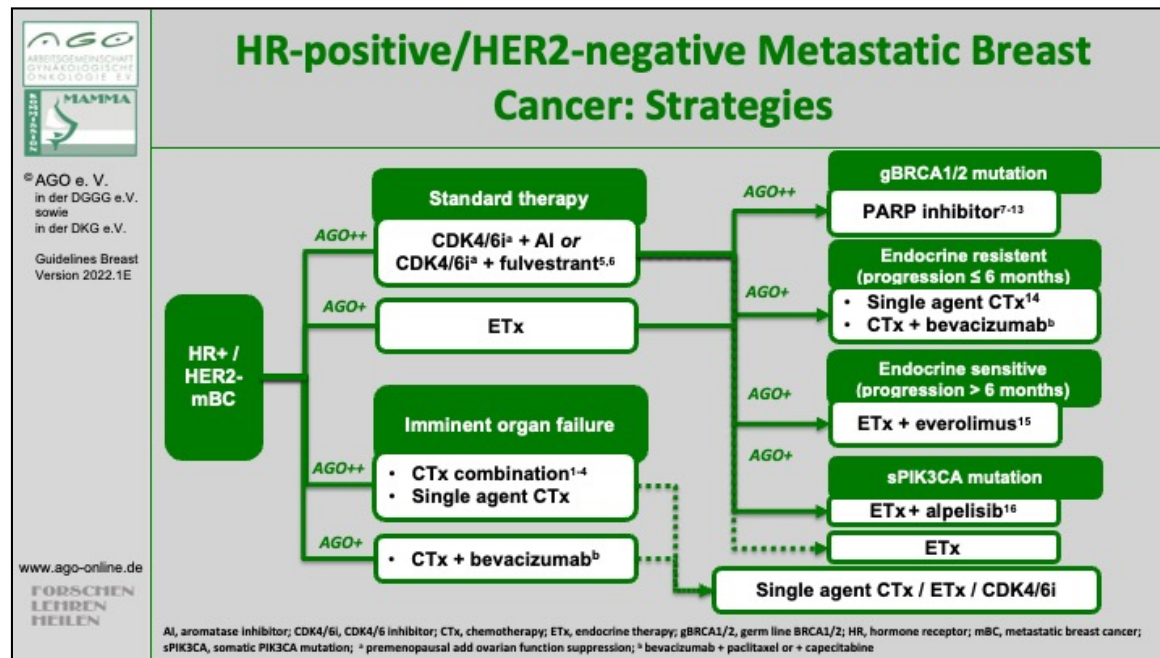 AGO
ARBEITSGEMEINSCHAFT
GYNÄKOLOGISCHE
ONKOLOGIE E.V.
KOMMISSION
MAMMA
© AGO e. V.
in der DGGG e.V.
sowie
in der DKG e.V.
Guidelines Breast
Version 2022.1E
www.ago-online.de
FORSCHEN
LEHREN
HEILEN
HR-positive/HER2-negative Metastatic Breast
Cancer: Strategies
HR+ /
HER2-
mBC
AGO++
Standard therapy
CDK4/6iᵃ + AI or
CDK4/6iᵃ + fulvestrant⁵,⁶
AGO+
ETx
Imminent organ failure
AGO++
• CTx combination¹⁻⁴
• Single agent CTx
AGO+
• CTx + bevacizumabᵇ
AGO++
gBRCA1/2 mutation
PARP inhibitor⁷⁻¹³
AGO+
Endocrine resistent
(progression ≤ 6 months)
• Single agent CTx¹⁴
• CTx + bevacizumabᵇ
AGO+
Endocrine sensitive
(progression > 6 months)
ETx + everolimus¹⁵
AGO+
sPIK3CA mutation
ETx + alpelisib¹⁶
ETx
Single agent CTx / ETx / CDK4/6i
AI, aromatase inhibitor; CDK4/6i, CDK4/6 inhibitor; CTx, chemotherapy; ETx, endocrine therapy; gBRCA1/2, germ line BRCA1/2; HR, hormone receptor; mBC, metastatic breast cancer;
sPIK3CA, somatic PIK3CA mutation; ᵃ premenopausal add ovarian function suppression; ᵇ bevacizumab + paclitaxel or + capecitabine